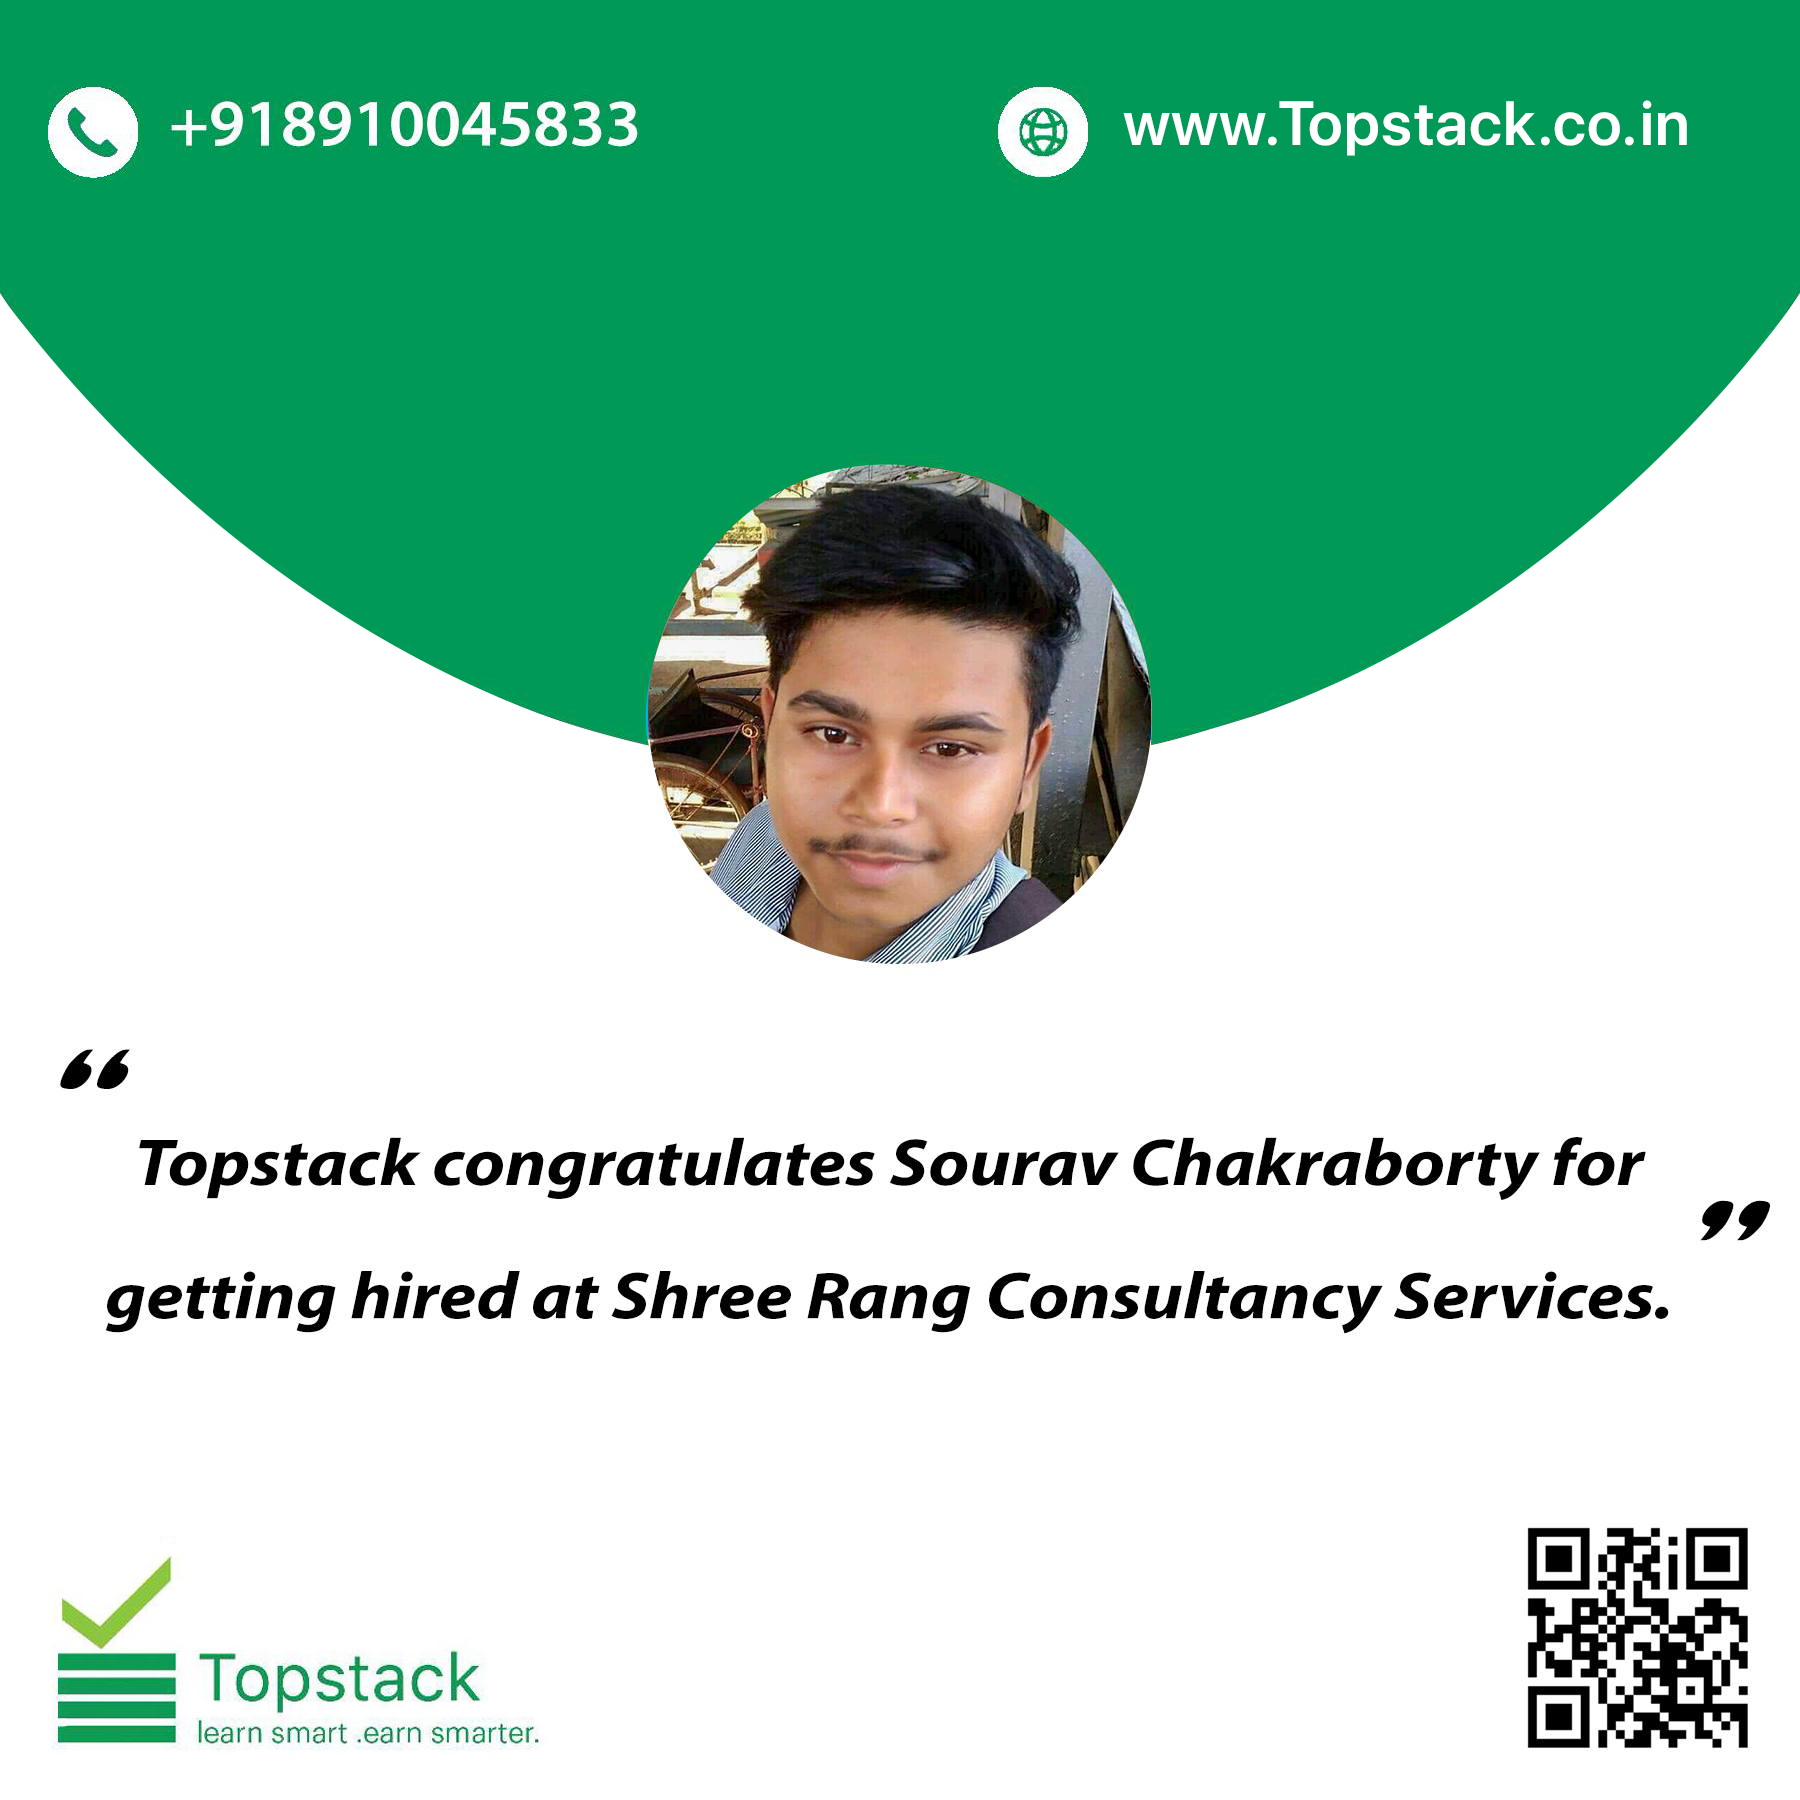 +918910045833
www.Topstack.co.in
“
Topstack congratulates Sourav Chakraborty for
”
getting hired at Shree Rang Consultancy Services.
Topstack
learn smart .earn smarter.